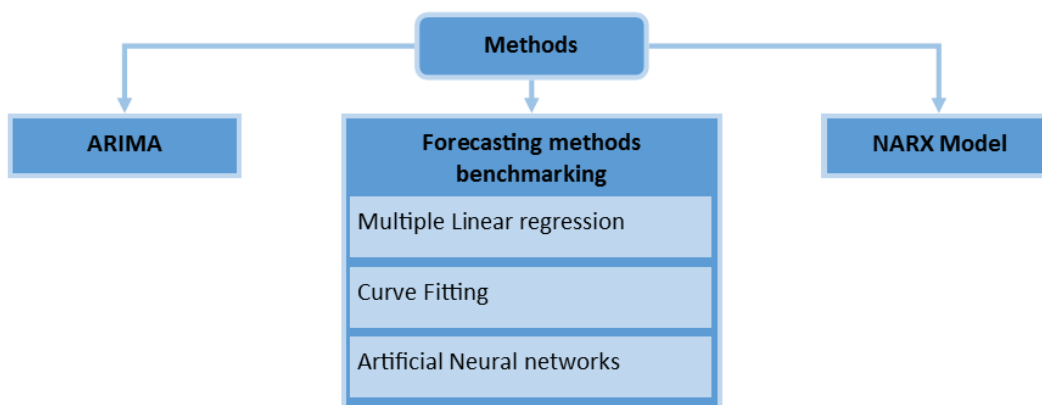 Methods
ARIMA
Forecasting methods
benchmarking
NARX Model
Multiple Linear regression
Curve Fitting
Artificial Neural networks